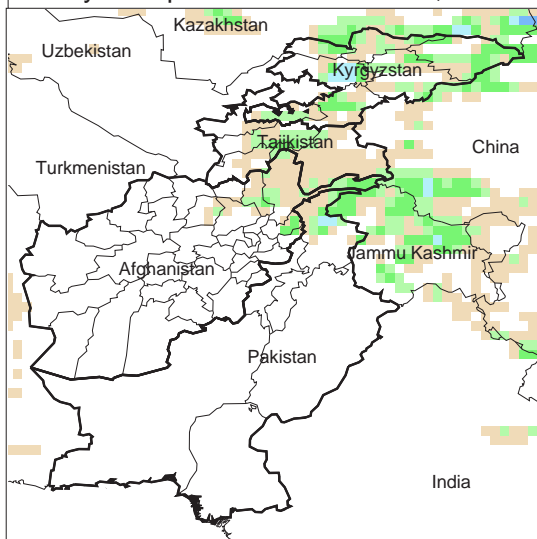 Kazakhstan
Uzbekistan
Kyrgyzstan
Tajikistan
China
Turkmenistan
Jammu Kashmir
Afghanistan
Pakistan
India